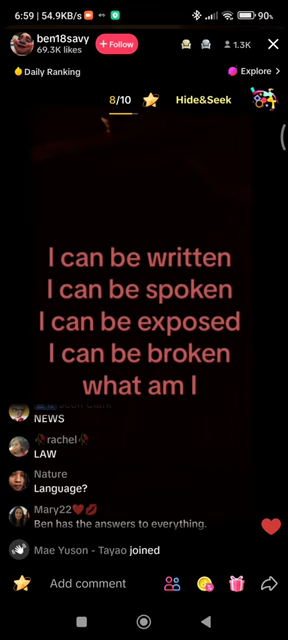 6:59 | 54.9KB/s
90%
ben18savy
69.3K likes
+ Follow
1.3K
Daily Ranking
Explore >
8/10
Hide&Seek
I can be written
I can be spoken
I can be exposed
I can be broken
what am I
NEWS
rachel
LAW
Nature
Language?
Mary22
Ben has the answers to everything.
Mae Yuson - Tayao joined
Add comment